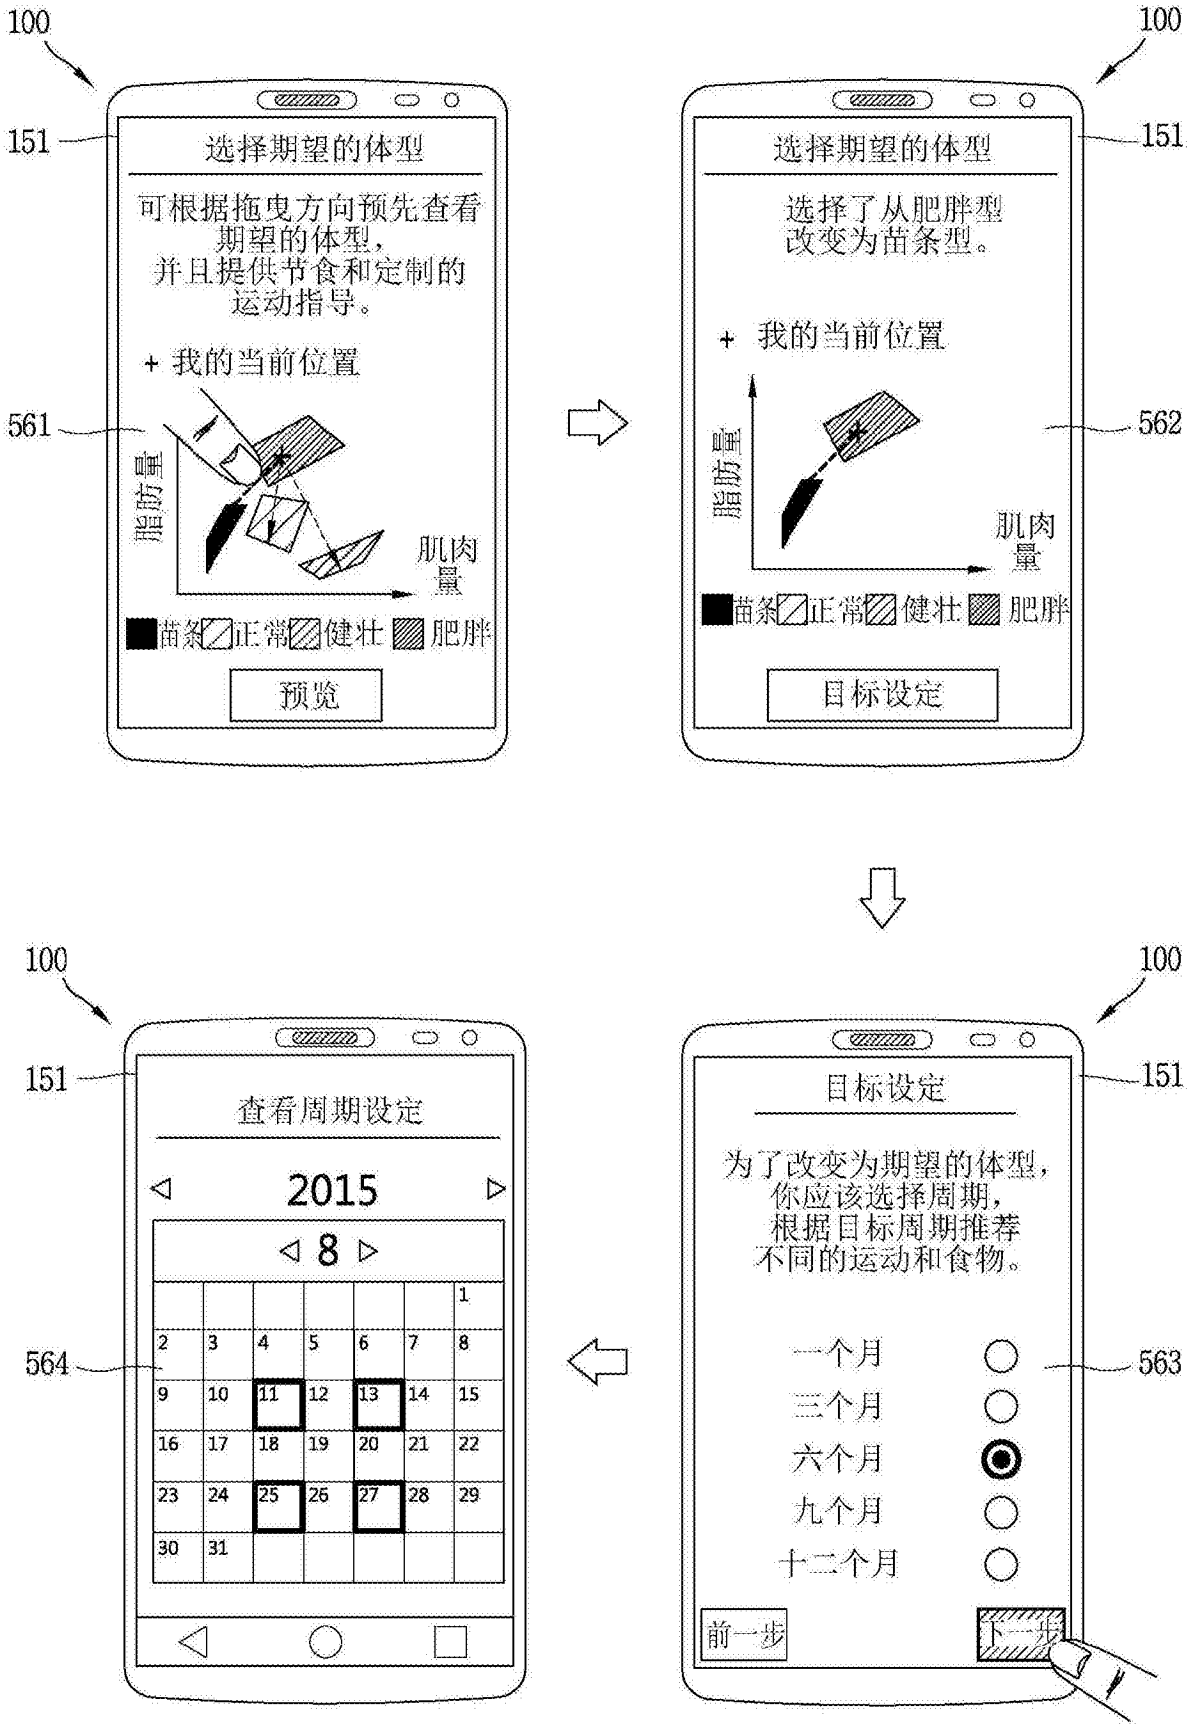 100
151
选择期望的体型
可根据拖曳方向预先查看
期望的体型，
并且提供节食和定制的
运动指导。
+ 我的当前位置
561
脂肪量
肌肉
量
苗条 正常 健壮 肥胖
预览
100
151
选择期望的体型
选择了从肥胖型
改变为苗条型。
+ 我的当前位置
562
脂肪量
肌肉
量
苗条 正常 健壮 肥胖
目标设定
100
151
目标设定
为了改变为期望的体型，
你应该选择周期，
根据目标周期推荐
不同的运动和食物。
一个月
563
三个月
六个月
九个月
十二个月
前一步 下一步
100
151
查看周期设定
2015
8
1
2 3 4 5 6 7 8
564
9 10 11 12 13 14 15
16 17 18 19 20 21 22
23 24 25 26 27 28 29
30 31